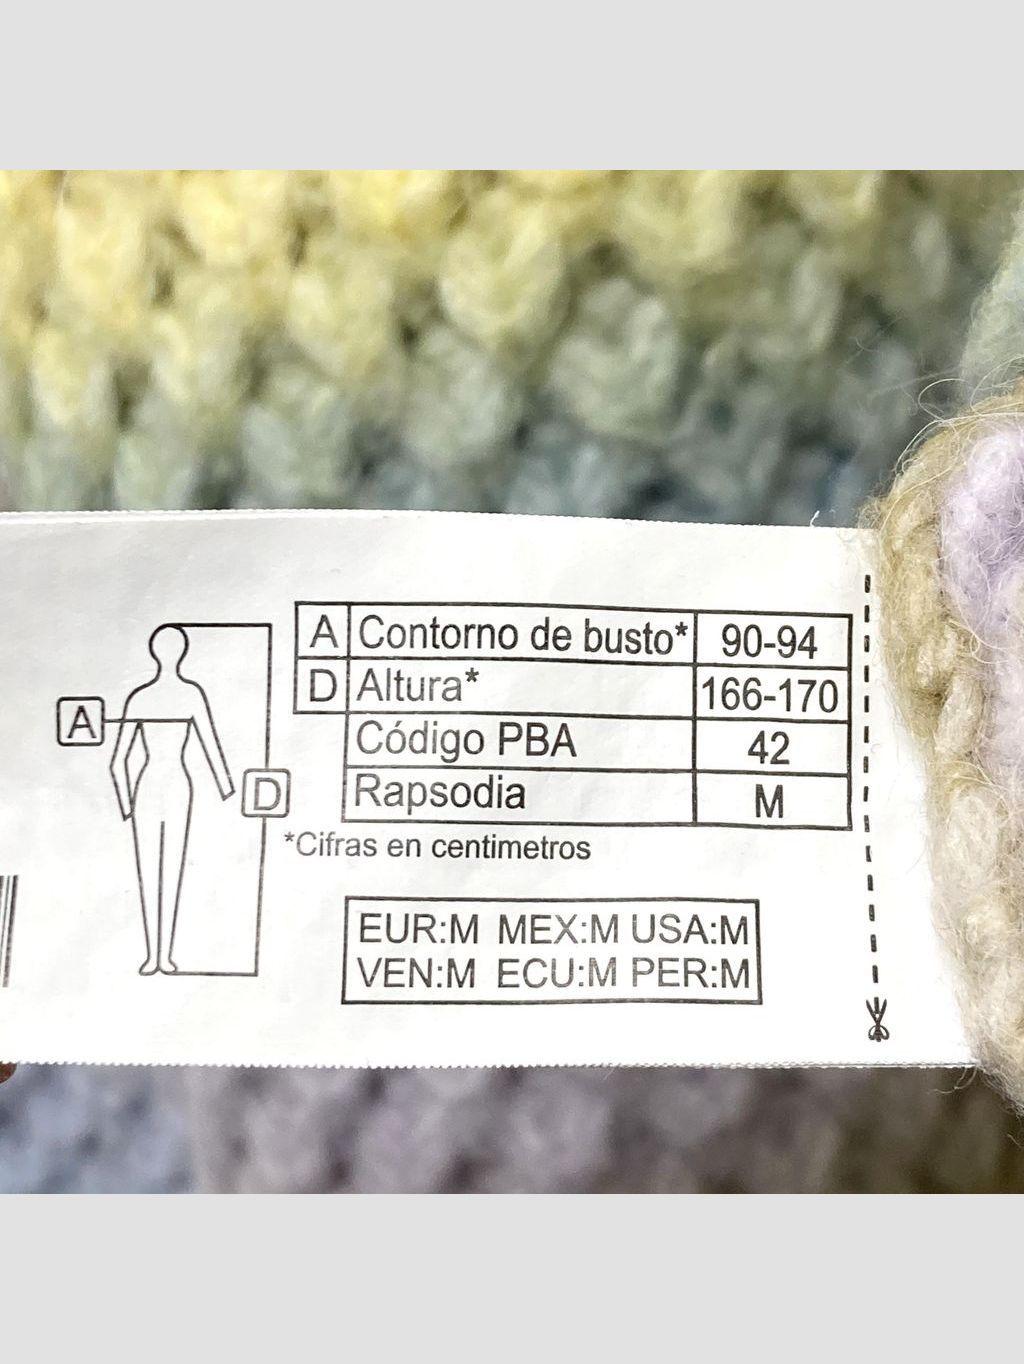 A Contorno de busto* 90-94
D Altura* 166-170
Código PBA 42
Rapsodia M
*Cifras en centimetros
A
D
EUR:M MEX:M USA:M
VEN:M ECU:M PER:M